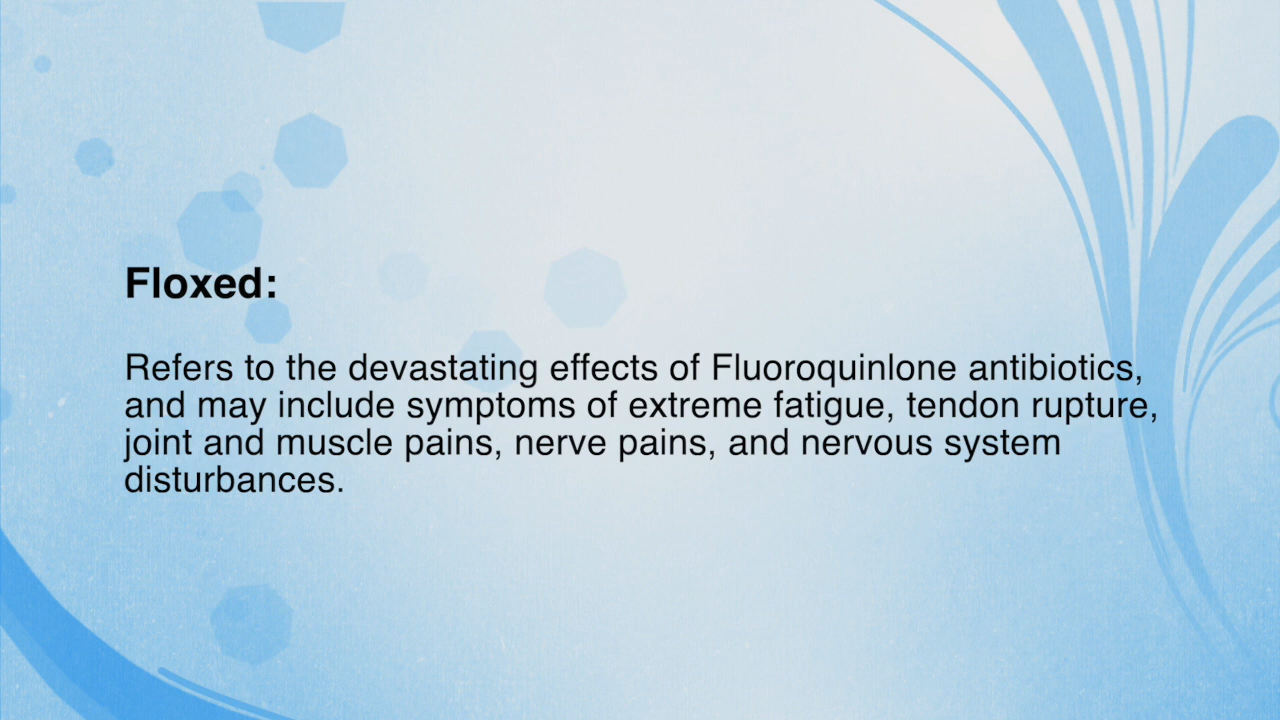 Floxed:
Refers to the devastating effects of Fluoroquinlone antibiotics,
and may include symptoms of extreme fatigue, tendon rupture,
joint and muscle pains, nerve pains, and nervous system
disturbances.